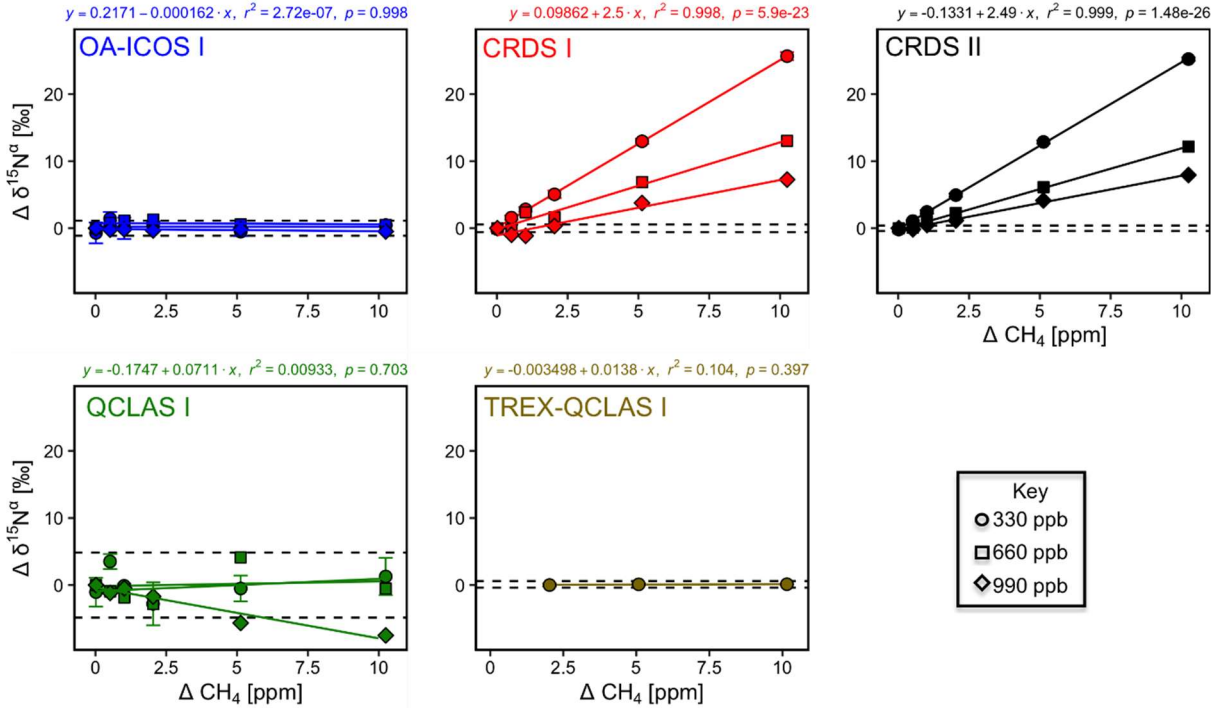 y = 0.2171 − 0.000162 · x, r² = 2.72e-07, p = 0.998
OA-ICOS I
Δ δ¹⁵Nᵅ [‰]
20
10
0
0 2.5 5 7.5 10
y = 0.09862 + 2.5 · x, r² = 0.998, p = 5.9e-23
CRDS I
20
10
0
0 2.5 5 7.5 10
y = -0.1331 + 2.49 · x, r² = 0.999, p = 1.48e-26
CRDS II
20
10
0
0 2.5 5 7.5 10
Δ CH₄ [ppm]
y = -0.1747 + 0.0711 · x, r² = 0.00933, p = 0.703
QCLAS I
Δ δ¹⁵Nᵅ [‰]
20
10
0
0 2.5 5 7.5 10
Δ CH₄ [ppm]
y = -0.003498 + 0.0138 · x, r² = 0.104, p = 0.397
TREX-QCLAS I
20
10
0
0 2.5 5 7.5 10
Δ CH₄ [ppm]
Key
330 ppb
660 ppb
990 ppb